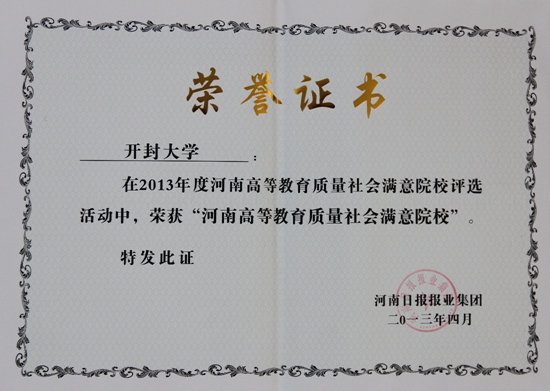 荣誉证书
开封大学：
在2013年度河南高等教育质量社会满意院校评选
活动中，荣获“河南高等教育质量社会满意院校”。
特发此证
河南日报报业集团
二〇一三年四月